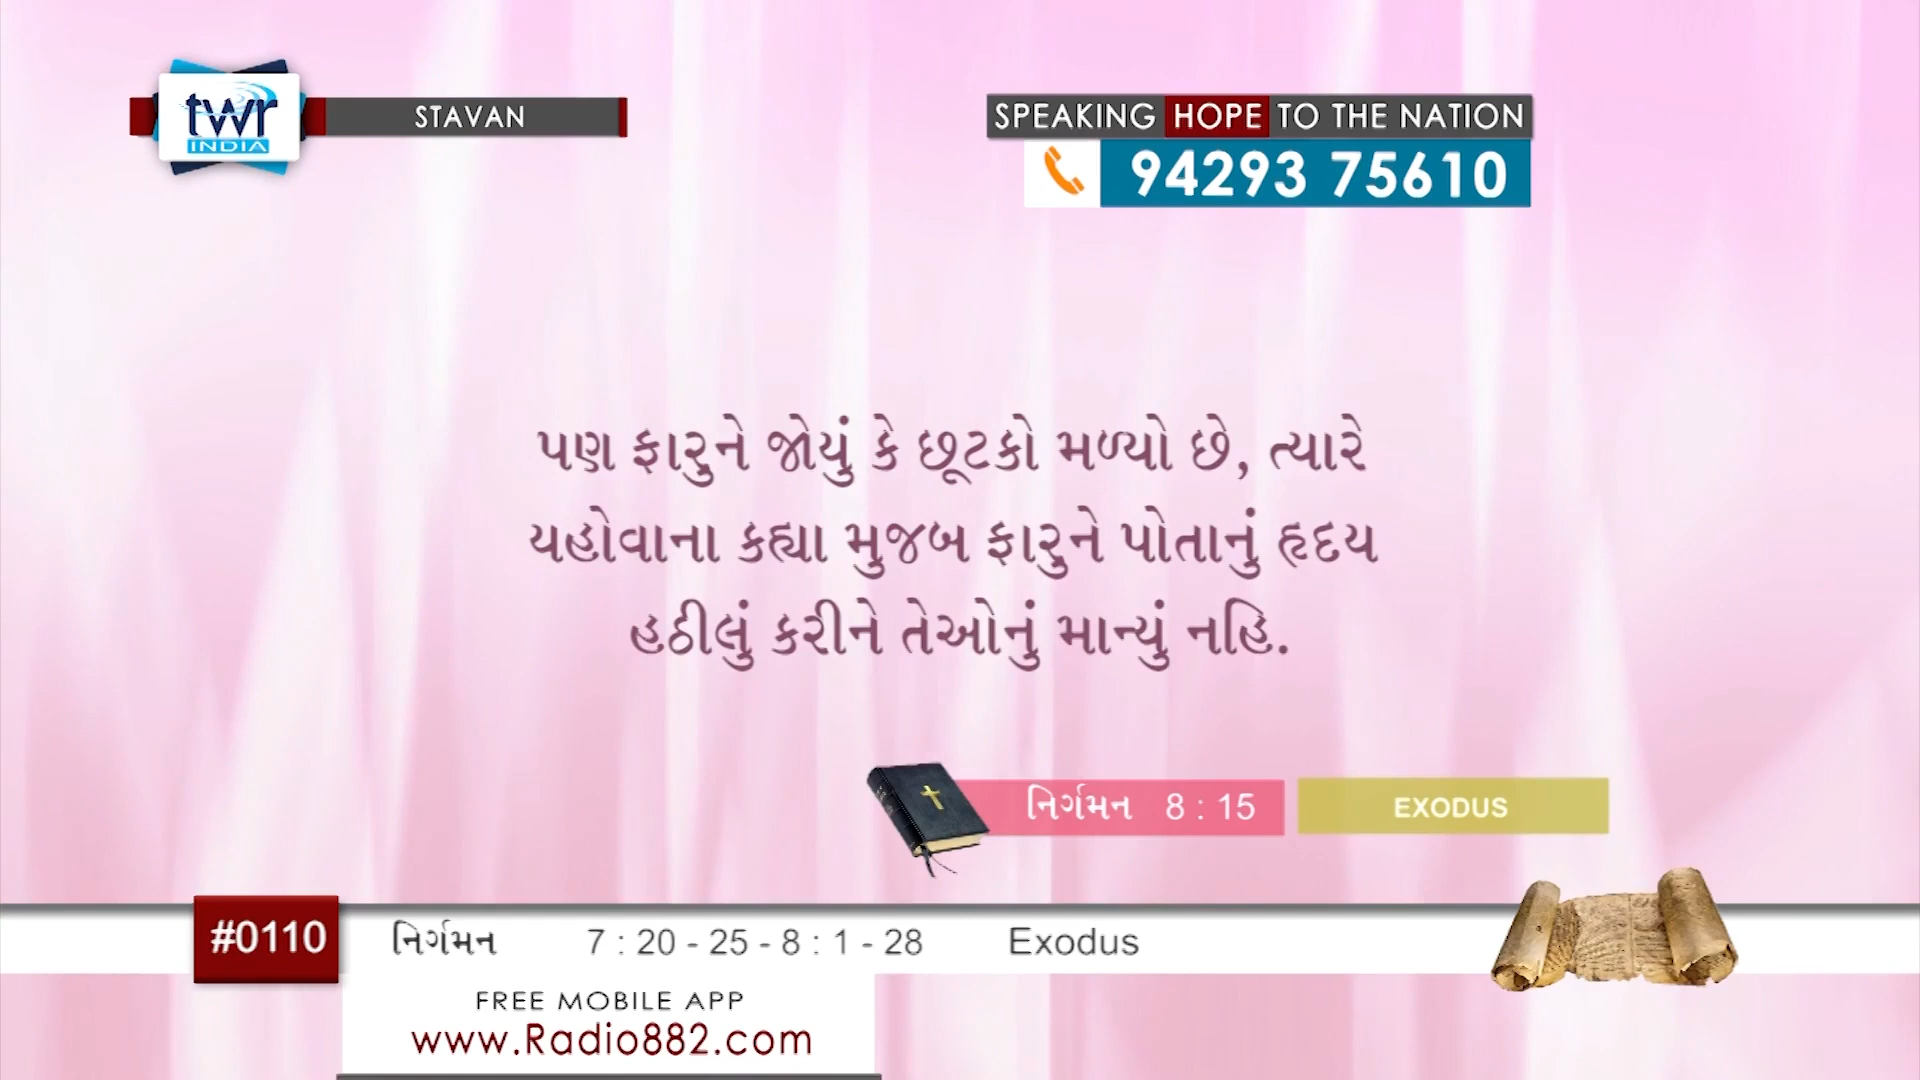 twr
INDIA
STAVAN
SPEAKING HOPE TO THE NATION
94293 75610
પણ ફારુને જોયું કે છૂટકો મળ્યો છે, ત્યારે
યહોવાના કહ્યા મુજબ ફારુને પોતાનું હૃદય
હઠીલું કરીને તેઓનું માન્યું નહિ.
નિર્ગમન 8 : 15
EXODUS
#0110
નિર્ગમન 7 : 20 - 25 - 8 : 1 - 28 Exodus
FREE MOBILE APP
www.Radio882.com